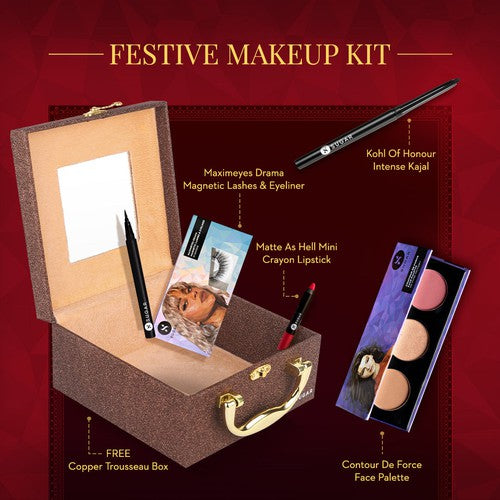 FESTIVE MAKEUP KIT
SUGAR
Kohl Of Honour
Intense Kajal
Maximeyes Drama
Magnetic Lashes & Eyeliner
Matte As Hell Mini
Crayon Lipstick
SUGAR
FREE
Copper Trousseau Box
Contour De Force
Face Palette